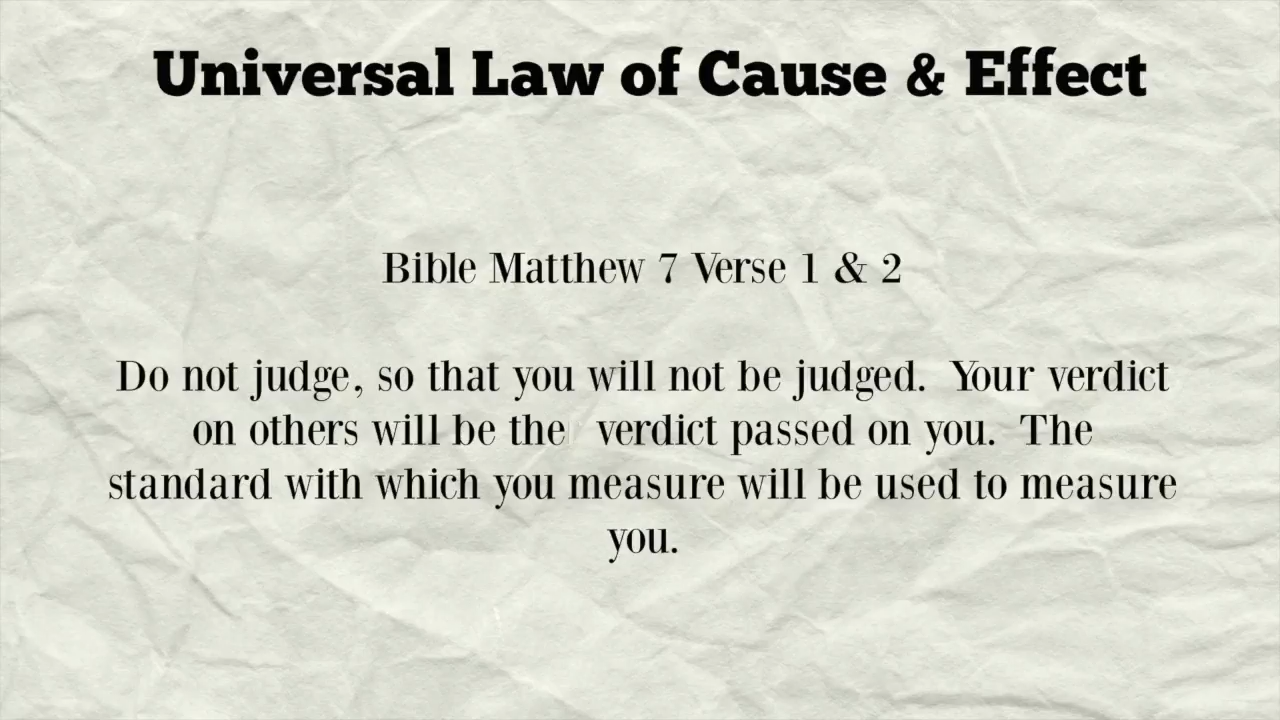 Universal Law of Cause & Effect
Bible Matthew 7 Verse 1 & 2
Do not judge, so that you will not be judged.  Your verdict
on others will be the  verdict passed on you.  The
standard with which you measure will be used to measure
you.